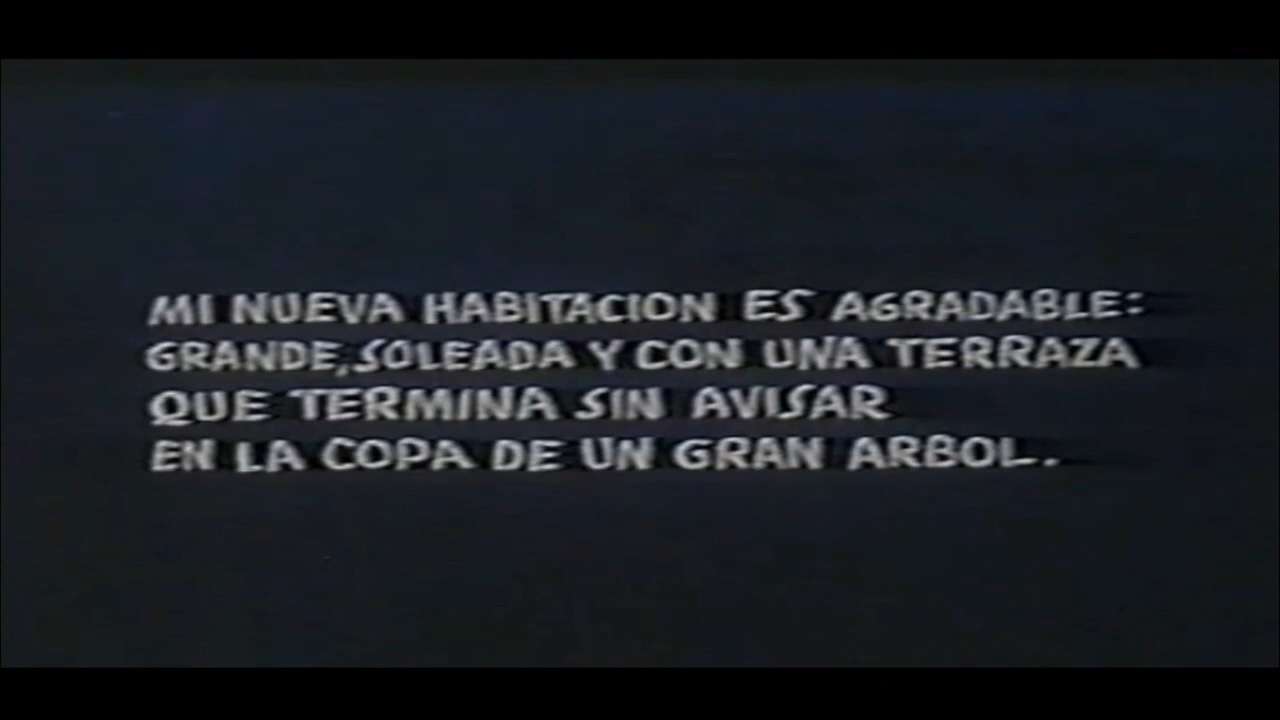 MI NUEVA HABITACION ES AGRADABLE:
GRANDE, SOLEADA Y CON UNA TERRAZA
QUE TERMINA SIN AVISAR
EN LA COPA DE UN GRAN ARBOL.